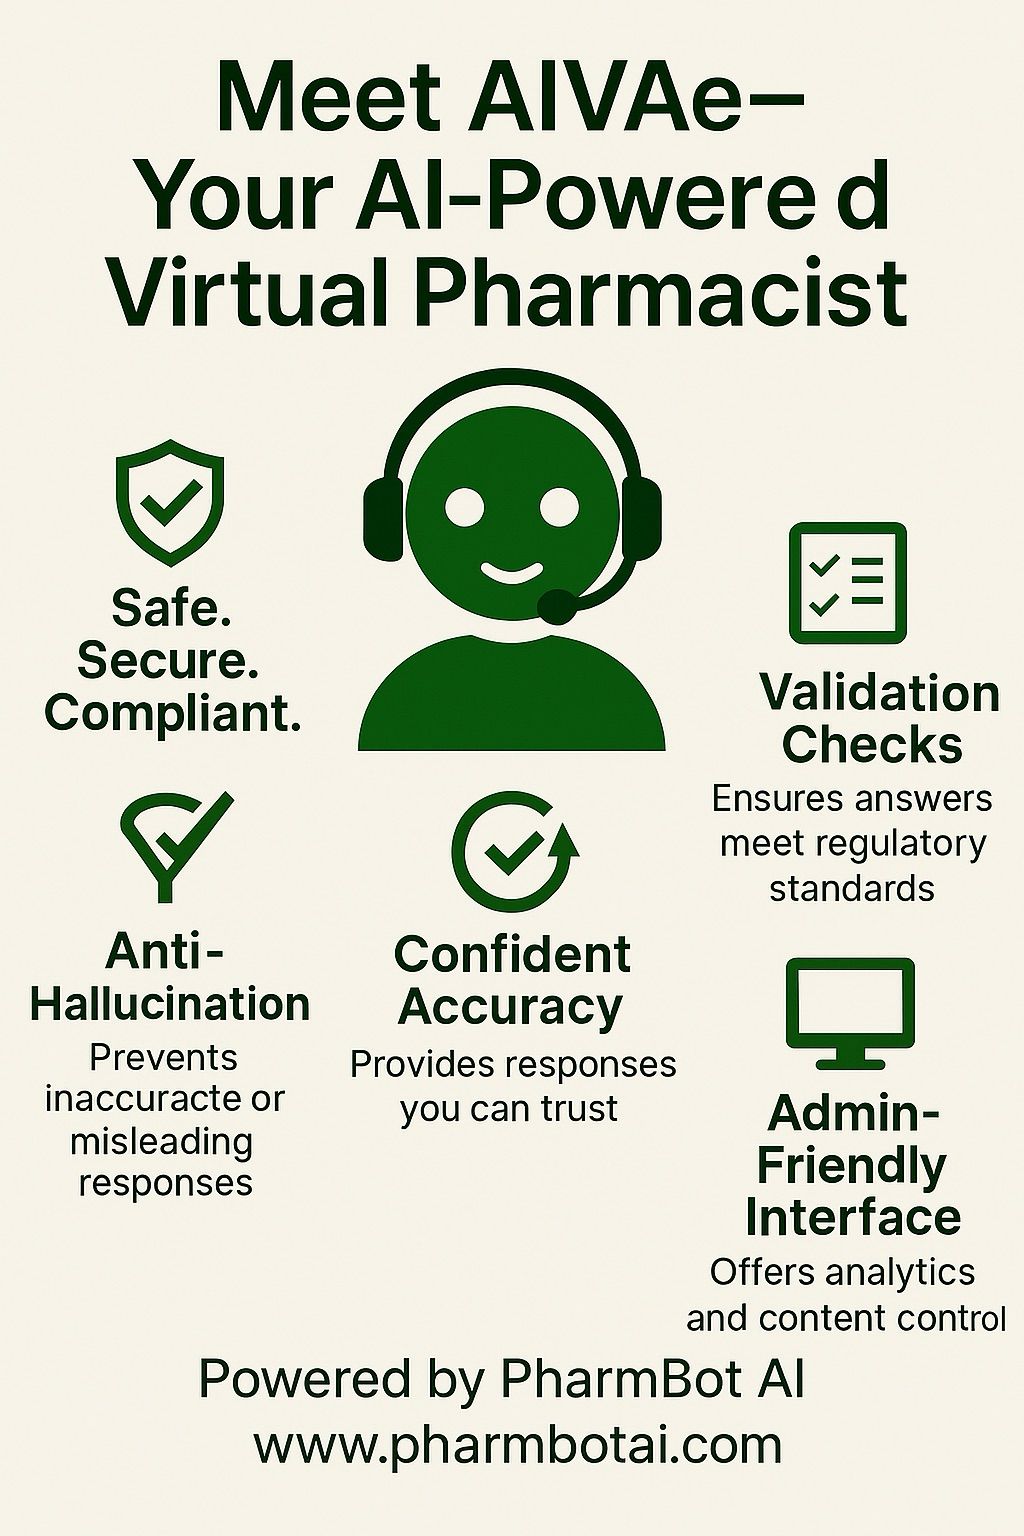 Meet AIVAe–
Your AI-Powere d
Virtual Pharmacist
Safe.
Secure.
Compliant.
Validation
Checks
Ensures answers
meet regulatory
standards
Anti-
Hallucination
Prevents
inaccuracte or
misleading
responses
Confident
Accuracy
Provides responses
you can trust
Admin-
Friendly
Interface
Offers analytics
and content control
Powered by PharmBot AI
www.pharmbotai.com